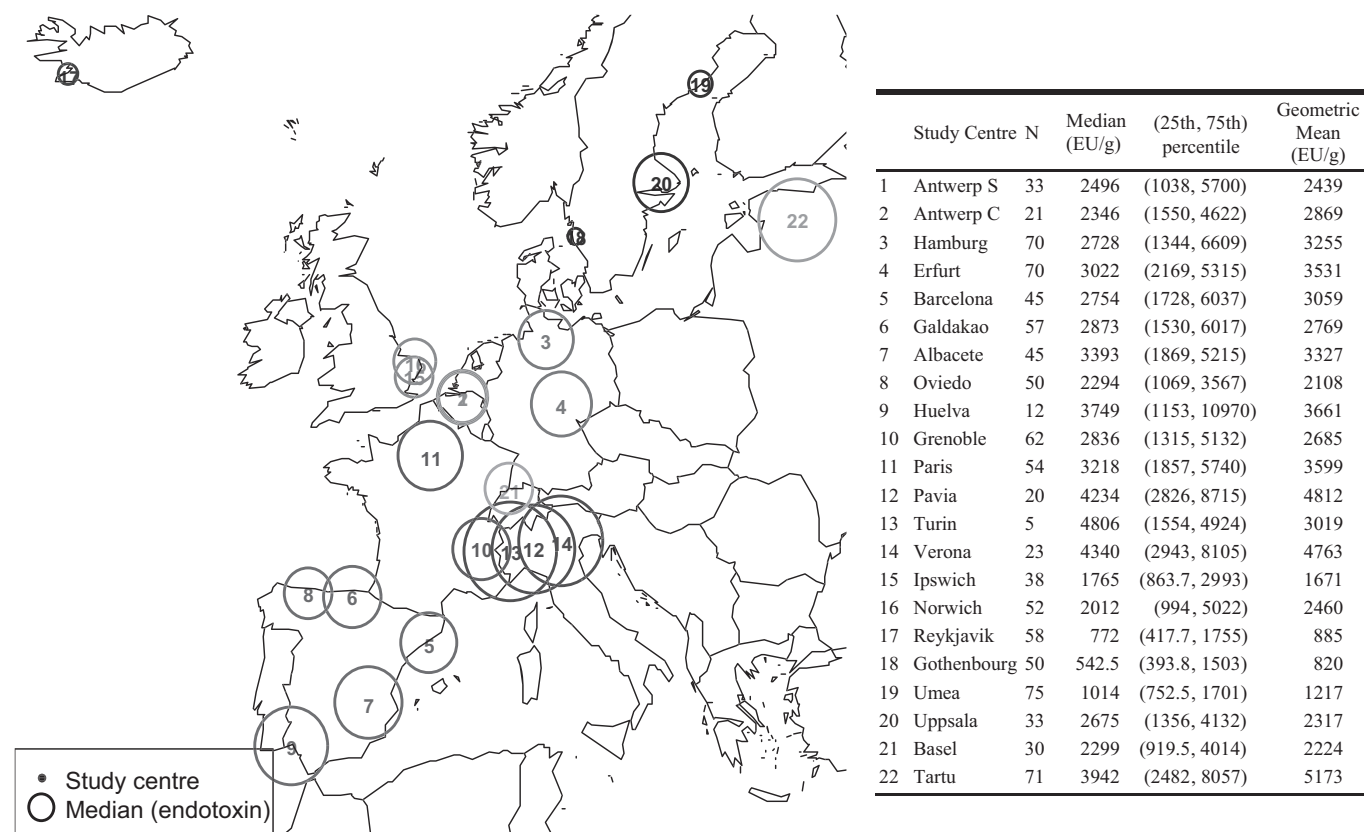 17
19
20
22
18
3
16
15
2
4
11
21
10
13
12
14
8
6
5
7
9
Study centre
Median (endotoxin)
Study Centre N Median (EU/g) (25th, 75th) percentile Geometric Mean (EU/g)
1 Antwerp S 33 2496 (1038, 5700) 2439
2 Antwerp C 21 2346 (1550, 4622) 2869
3 Hamburg 70 2728 (1344, 6609) 3255
4 Erfurt 70 3022 (2169, 5315) 3531
5 Barcelona 45 2754 (1728, 6037) 3059
6 Galdakao 57 2873 (1530, 6017) 2769
7 Albacete 45 3393 (1869, 5215) 3327
8 Oviedo 50 2294 (1069, 3567) 2108
9 Huelva 12 3749 (1153, 10970) 3661
10 Grenoble 62 2836 (1315, 5132) 2685
11 Paris 54 3218 (1857, 5740) 3599
12 Pavia 20 4234 (2826, 8715) 4812
13 Turin 5 4806 (1554, 4924) 3019
14 Verona 23 4340 (2943, 8105) 4763
15 Ipswich 38 1765 (863.7, 2993) 1671
16 Norwich 52 2012 (994, 5022) 2460
17 Reykjavik 58 772 (417.7, 1755) 885
18 Gothenbourg 50 542.5 (393.8, 1503) 820
19 Umea 75 1014 (752.5, 1701) 1217
20 Uppsala 33 2675 (1356, 4132) 2317
21 Basel 30 2299 (919.5, 4014) 2224
22 Tartu 71 3942 (2482, 8057) 5173